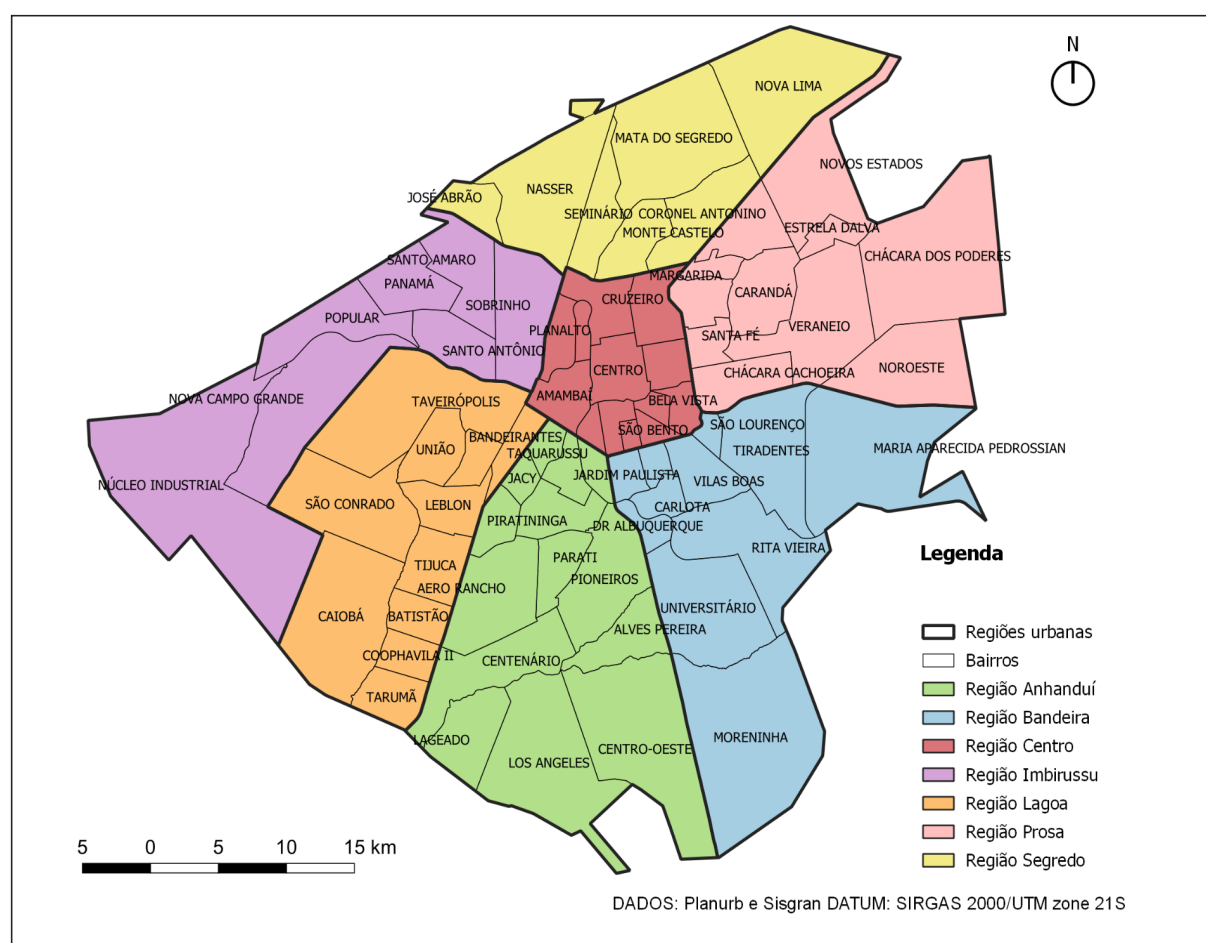 N
NOVA LIMA
MATA DO SEGREDO
NOVOS ESTADOS
JOSÉ ABRÃO
NASSER
SEMINÁRIO
CORONEL ANTONINO
MONTE CASTELO
ESTRELA DALVA
CHÁCARA DOS PODERES
SANTO AMARO
PANAMÁ
MARGARIDA
CARANDÁ
SOBRINHO
CRUZEIRO
POPULAR
PLANALTO
SANTA FÉ
VERANEIO
SANTO ANTÔNIO
CENTRO
CHÁCARA CACHOEIRA
NOROESTE
NOVA CAMPO GRANDE
TAVEIRÓPOLIS
AMAMBAÍ
BELA VISTA
BANDEIRANTES
SÃO BENTO
SÃO LOURENÇO
UNIÃO
TAQUARUSSU
TIRADENTES
MARIA APARECIDA PEDROSSIAN
NÚCLEO INDUSTRIAL
JACY
JARDIM PAULISTA
VILAS BOAS
SÃO CONRADO
LEBLON
CARLOTA
PIRATININGA
DR ALBUQUERQUE
RITA VIEIRA
TIJUCA
PARATI
AERO RANCHO
PIONEIROS
CAIOBÁ
BATISTÃO
UNIVERSITÁRIO
ALVES PEREIRA
COOPHAVILA II
CENTENÁRIO
TARUMÃ
LAGEADO
LOS ANGELES
CENTRO-OESTE
MORENINHA
Legenda
Regiões urbanas
Bairros
Região Anhanduí
Região Bandeira
Região Centro
Região Imbirussu
Região Lagoa
Região Prosa
Região Segredo
5 0 5 10 15 km
DADOS: Planurb e Sisgran DATUM: SIRGAS 2000/UTM zone 21S